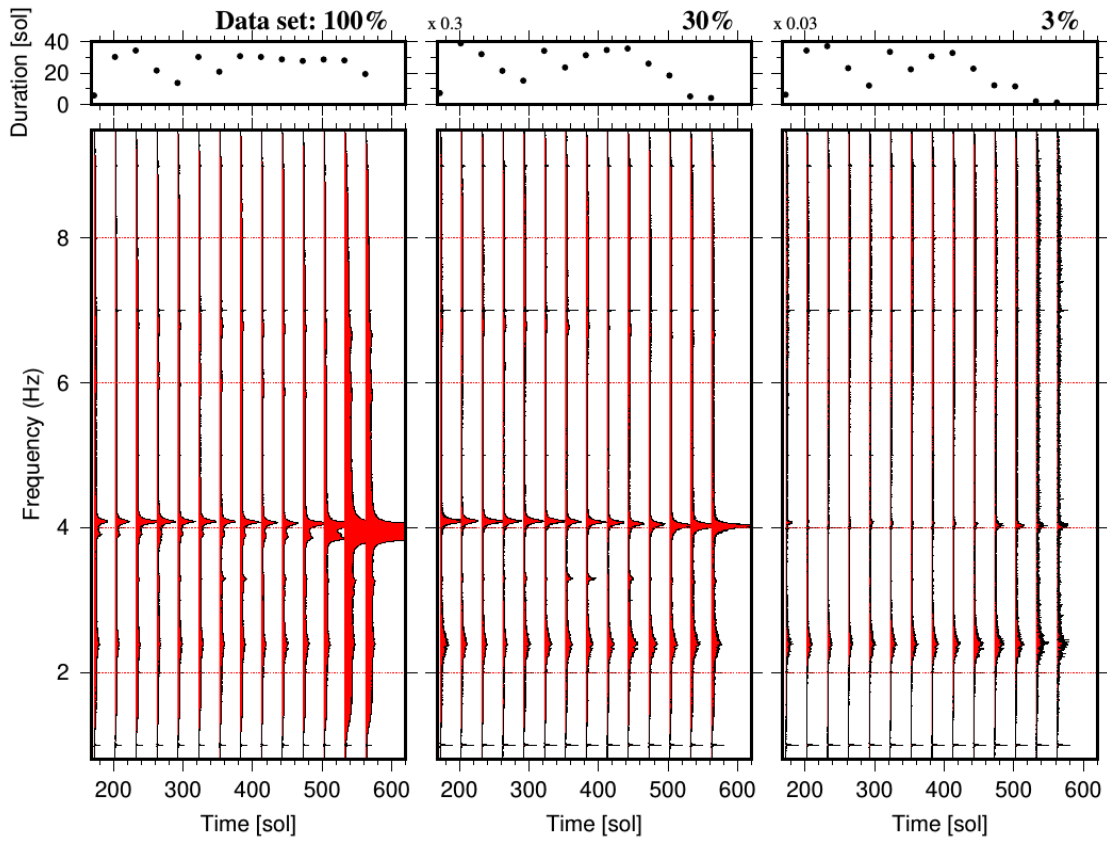 Data set: 100%
x 0.3
30%
x 0.03
3%
Duration [sol]
40
20
0
Frequency (Hz)
8
6
4
2
200 300 400 500 600
200 300 400 500 600
200 300 400 500 600
Time [sol]
Time [sol]
Time [sol]